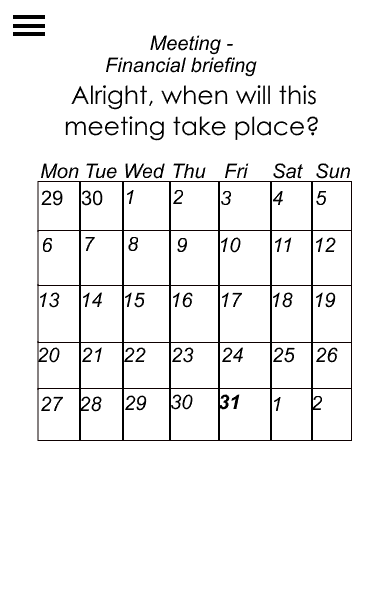 Meeting -
Financial briefing
Alright, when will this
meeting take place?
Mon Tue Wed Thu Fri Sat Sun
29 30 1 2 3 4 5
6 7 8 9 10 11 12
13 14 15 16 17 18 19
20 21 22 23 24 25 26
27 28 29 30 31 1 2